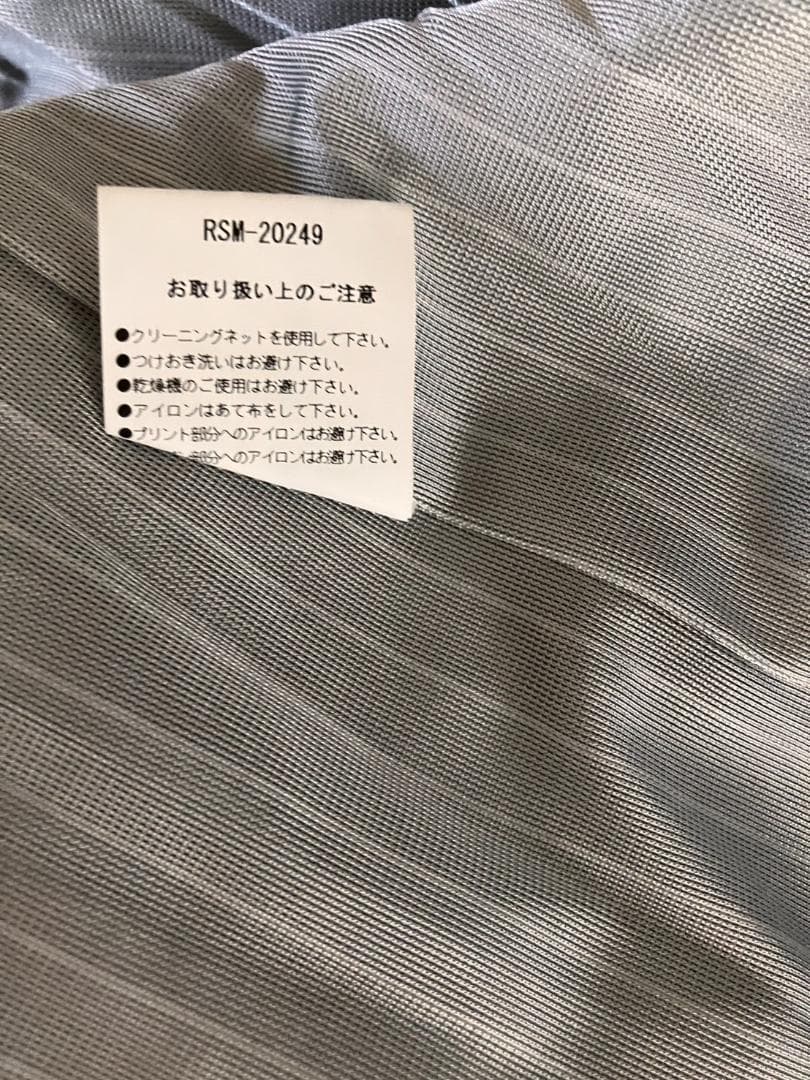 RSM-20249
お取り扱い上のご注意
●クリーニングネットを使用して下さい。
●つけおき洗いはお避け下さい。
●乾燥機のご使用はお避け下さい。
●アイロンはあて布をして下さい。
●プリント部分へのアイロンはお避け下さい。
部分へのアイロンはお避け下さい。